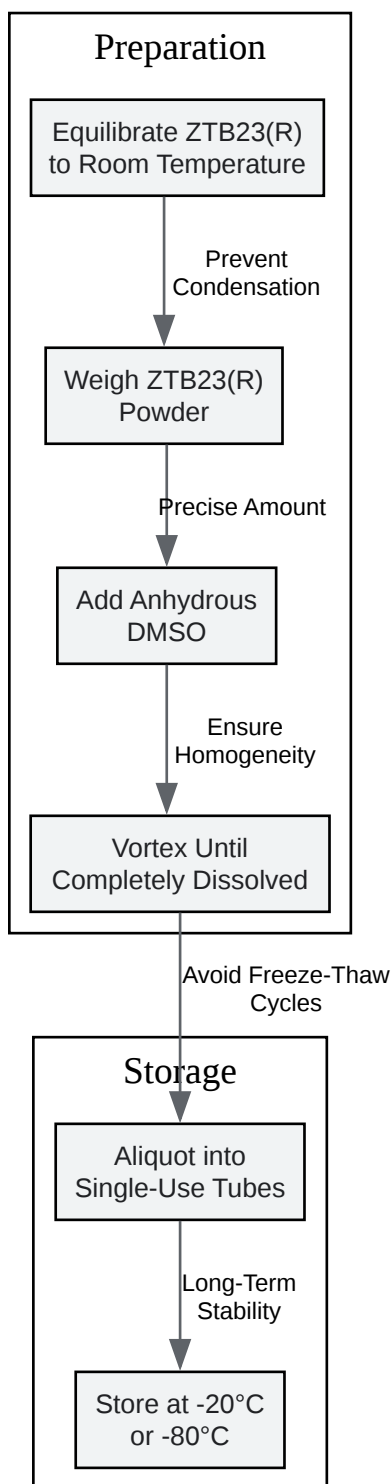 Preparation
Equilibrate ZTB23(R)
to Room Temperature
Prevent
Condensation
Weigh ZTB23(R)
Powder
Precise Amount
Add Anhydrous
DMSO
Ensure
Homogeneity
Vortex Until
Completely Dissolved
Avoid Freeze-Thaw
Cycles
Storage
Aliquot into
Single-Use Tubes
Long-Term
Stability
Store at -20°C
or -80°C